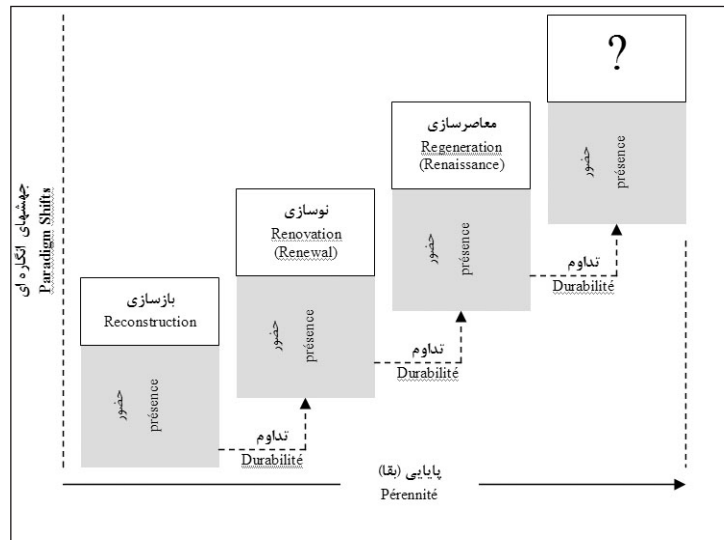 ?
حضور
présence
معاصرسازی
Regeneration
(Renaissance)
حضور
présence
تداوم
Durabilité
نوسازی
Renovation
(Renewal)
حضور
présence
تداوم
Durabilité
بازسازی
Reconstruction
حضور
présence
تداوم
Durabilité
جهشهای انگاره ای
Paradigm Shifts
پایایی (بقا)
Pérennité